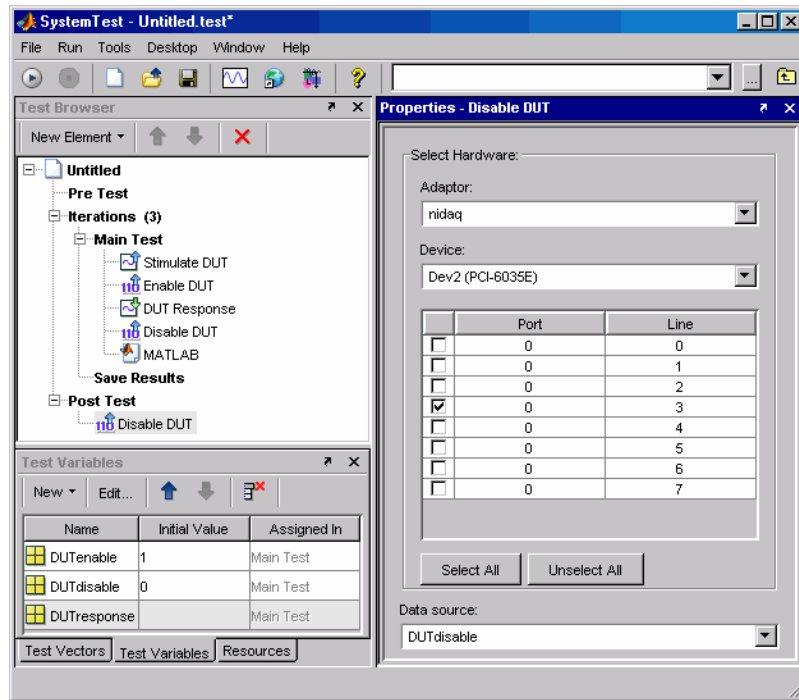 SystemTest - Untitled.test*
File Run Tools Desktop Window Help
...
Test Browser
New Element
Untitled
Pre Test
Iterations (3)
Main Test
Stimulate DUT
110 Enable DUT
DUT Response
110 Disable DUT
MATLAB
Save Results
Post Test
110 Disable DUT
Test Variables
New Edit...
Name Initial Value Assigned In
DUTenable 1 Main Test
DUTdisable 0 Main Test
DUTresponse Main Test
Test Vectors Test Variables Resources
Properties - Disable DUT
Select Hardware:
Adaptor:
nidaq
Device:
Dev2 (PCI-6035E)
Port Line
0 0
0 1
0 2
0 3
0 4
0 5
0 6
0 7
Select All Unselect All
Data source:
DUTdisable